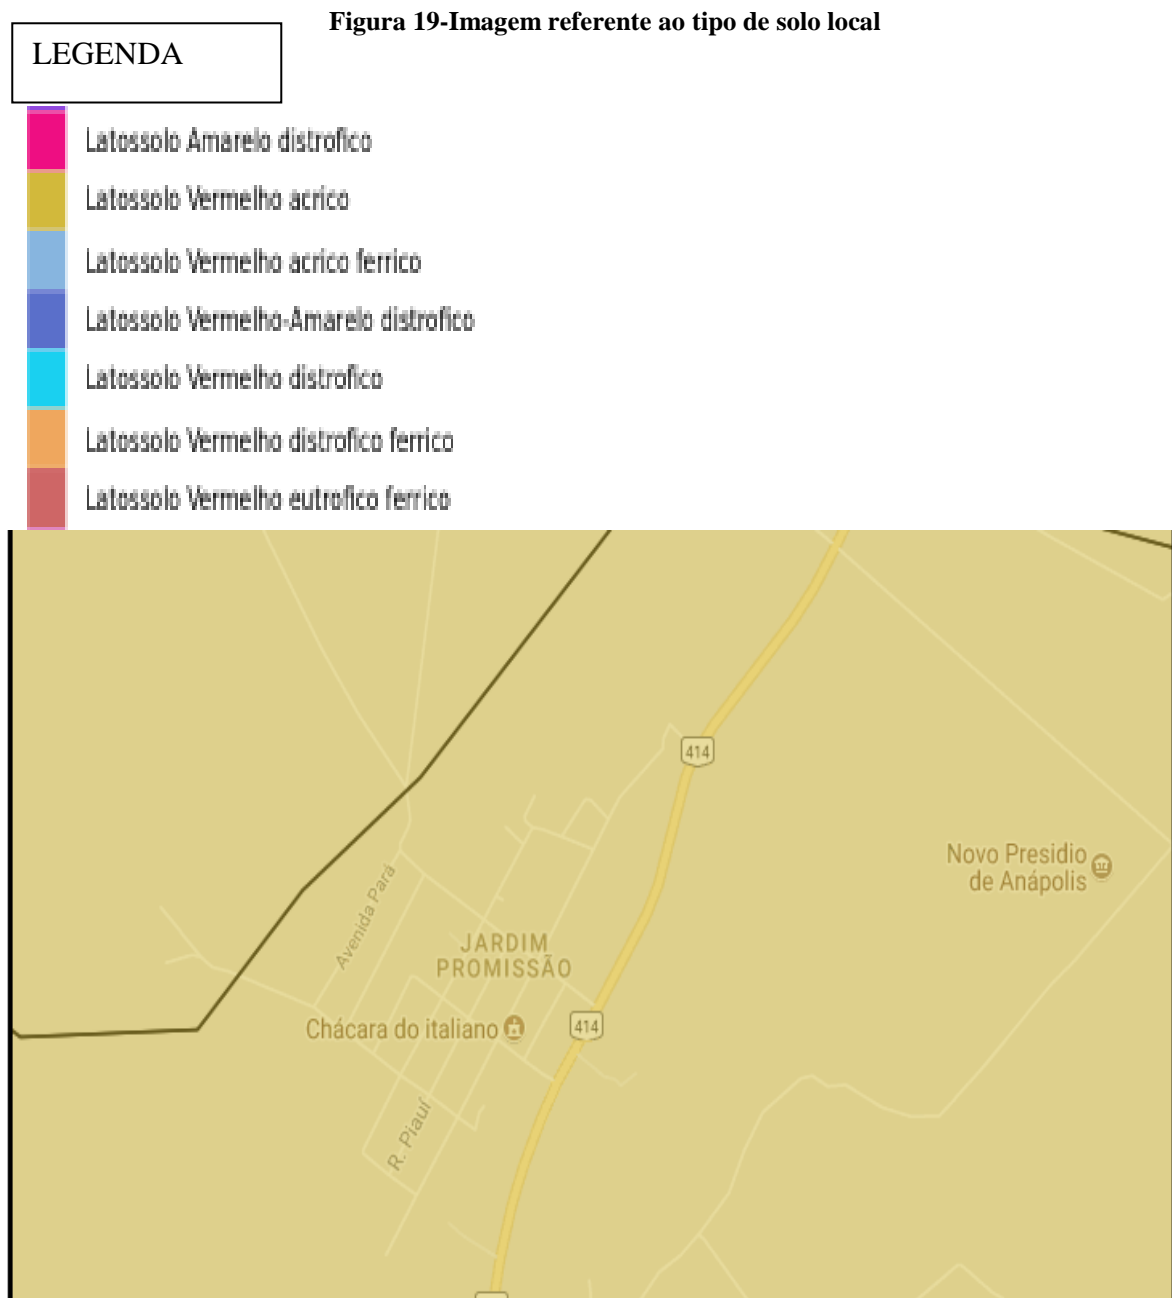 Figura 19-Imagem referente ao tipo de solo local
LEGENDA
Latossolo Amarelo distrofico
Latossolo Vermelho acrico
Latossolo Vermelho acrico ferrico
Latossolo Vermelho-Amarelo distrofico
Latossolo Vermelho distrofico
Latossolo Vermelho distrofico ferrico
Latossolo Vermelho eutrofico ferrico
414
Novo Presidio
de Anápolis
Avenida Pará
JARDIM
PROMISSÃO
Chácara do italiano
414
R. Piauí